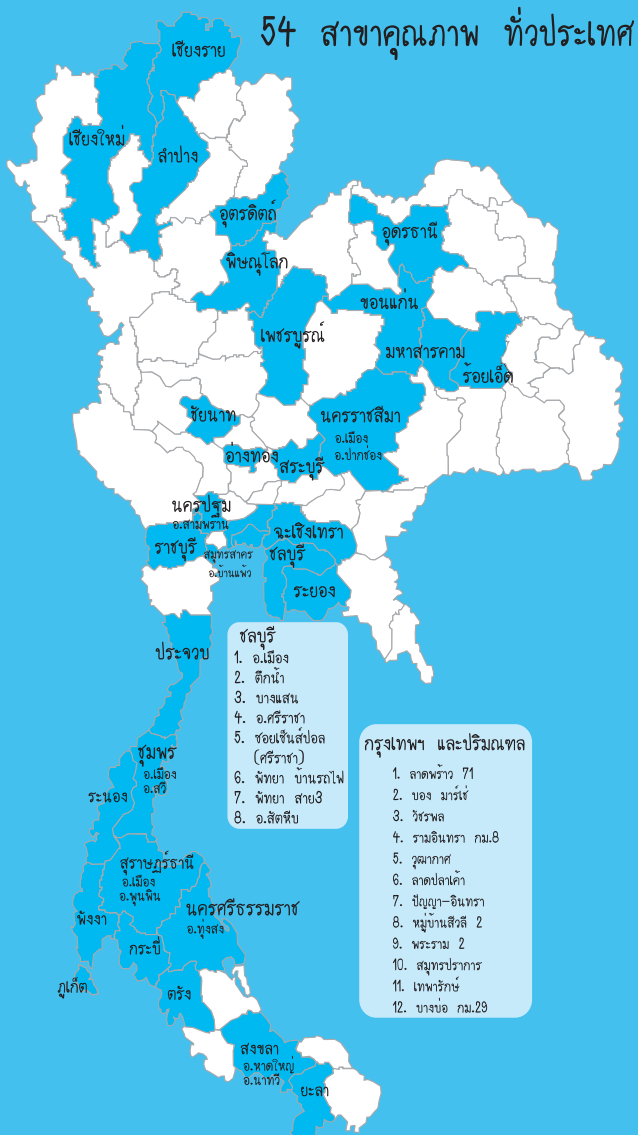 54 สาขาคุณภาพ ทั่วประเทศ
เชียงราย
เชียงใหม่
ลำปาง
อุตรดิตถ์
อุดรธานี
พิษณุโลก
ขอนแก่น
เพชรบูรณ์
มหาสารคาม
ร้อยเอ็ด
ชัยนาท
นครราชสีมา
อ.เมือง
อ.ปากช่อง
อ่างทอง
สระบุรี
นครปฐม
อ.สามพราน
ฉะเชิงเทรา
ราชบุรี
สมุทรสาคร
อ.บ้านแพ้ว
ชลบุรี
ระยอง
ประจวบ
ชลบุรี
1. อ.เมือง
2. ตึกน้ำ
3. บางแสน
4. อ.ศรีราชา
5. ซอยเซ็นส์ปอล
(ศรีราชา)
6. พัทยา บ้านรถไฟ
7. พัทยา สาย3
8. อ.สัตหีบ
กรุงเทพฯ และปริมณฑล
1. ลาดพร้าว 71
2. บอง มาร์เช่
3. วัชรพล
4. รามอินทรา กม.8
5. วุฒากาศ
6. ลาดปลาเค้า
7. ปัญญา-อินทรา
8. หมู่บ้านสีวลี 2
9. พระราม 2
10. สมุทรปราการ
11. เทพารักษ์
12. บางบ่อ กม.29
ชุมพร
อ.เมือง
อ.สวี
ระนอง
สุราษฎร์ธานี
อ.เมือง
อ.พุนพิน
นครศรีธรรมราช
อ.ทุ่งสง
พังงา
กระบี่
ภูเก็ต
ตรัง
สงขลา
อ.หาดใหญ่
อ.นาทวี
ยะลา